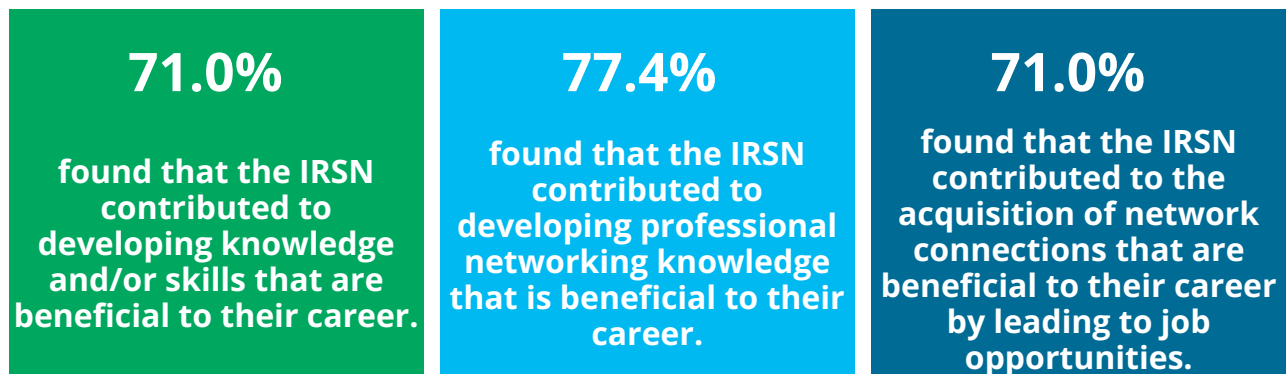 71.0%
found that the IRSN
contributed to
developing knowledge
and/or skills that are
beneficial to their career.
77.4%
found that the IRSN
contributed to
developing professional
networking knowledge
that is beneficial to their
career.
71.0%
found that the IRSN
contributed to the
acquisition of network
connections that are
beneficial to their career
by leading to job
opportunities.